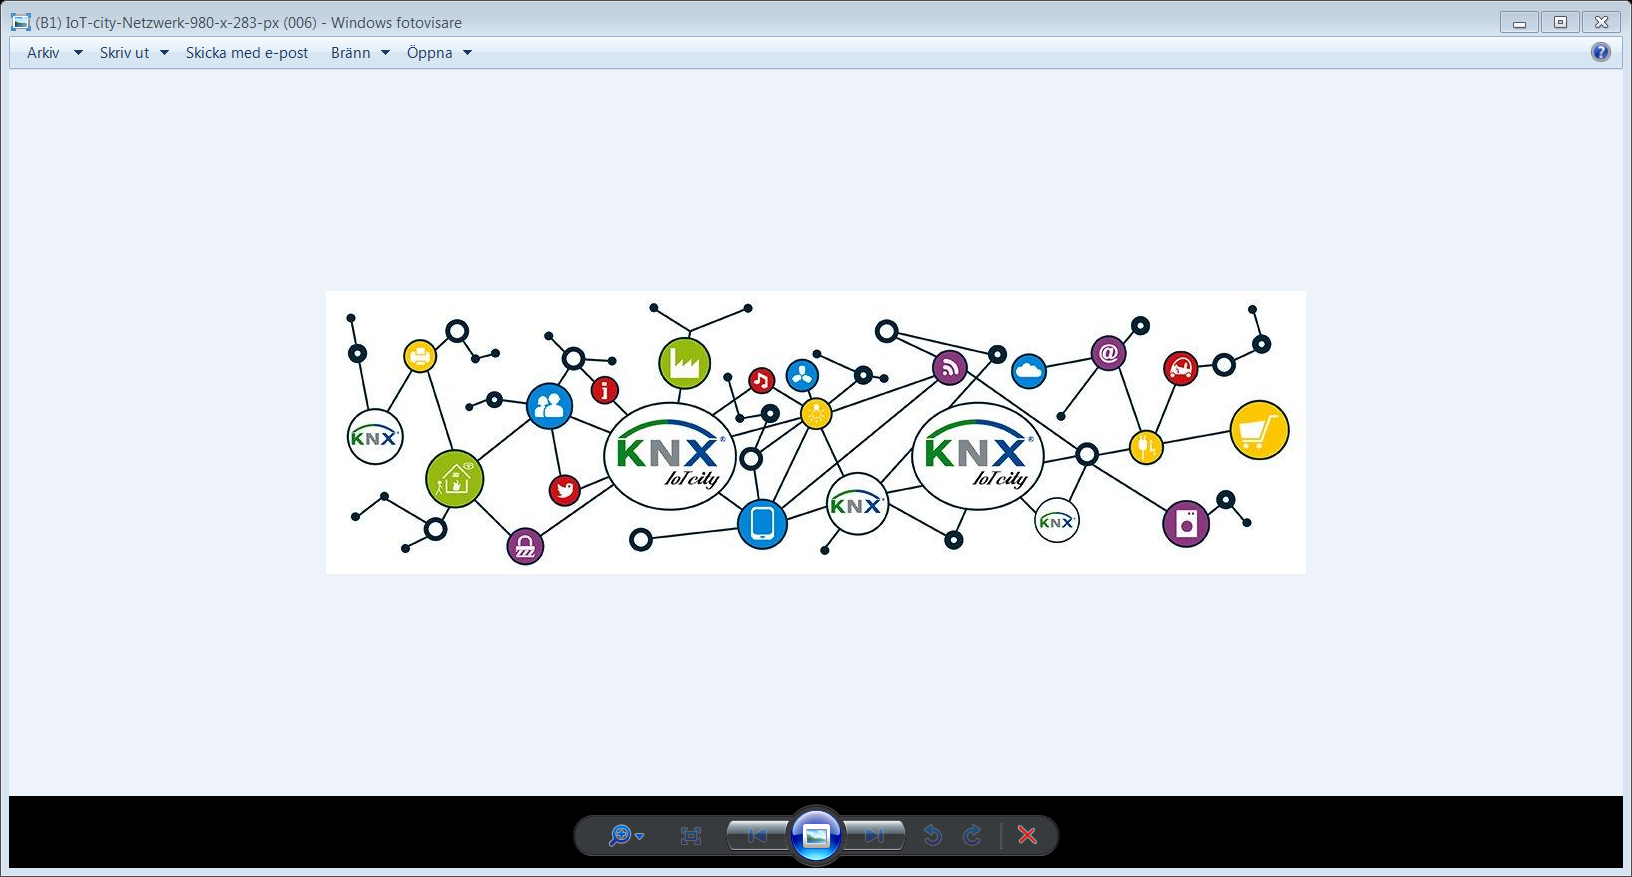 (B1) IoT-city-Netzwerk-980-x-283-px (006) - Windows fotovisare
Arkiv Skriv ut Skicka med e-post Bränn Öppna ?
@
i
KNX
KNX®
IoT city
KNX®
IoT city
KNX
KNX